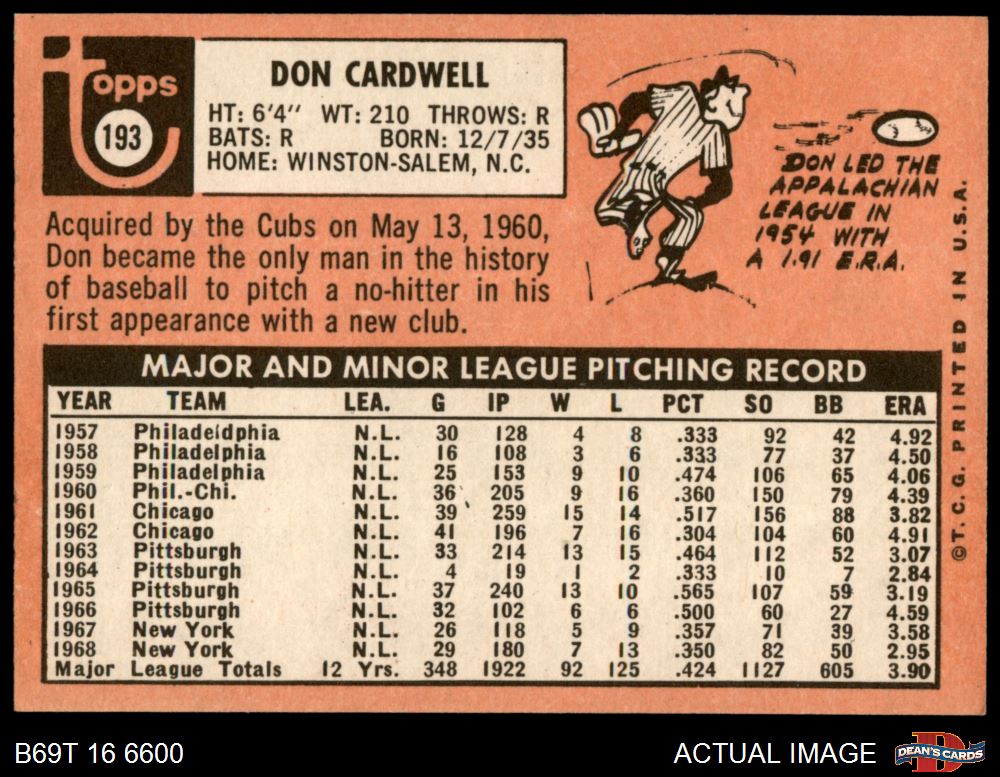 Topps
193
DON CARDWELL
HT: 6'4" WT: 210 THROWS: R
BATS: R BORN: 12/7/35
HOME: WINSTON-SALEM, N.C.
DON LED THE
APPALACHIAN
LEAGUE IN
1954 WITH
A 1.91 E.R.A.
Acquired by the Cubs on May 13, 1960,
Don became the only man in the history
of baseball to pitch a no-hitter in his
first appearance with a new club.
MAJOR AND MINOR LEAGUE PITCHING RECORD
YEAR TEAM LEA. G IP W L PCT SO BB ERA
1957 Philadeldphia N.L. 30 128 4 8 .333 92 42 4.92
1958 Philadelphia N.L. 16 108 3 6 .333 77 37 4.50
1959 Philadelphia N.L. 25 153 9 10 .474 106 65 4.06
1960 Phil.-Chi. N.L. 36 205 9 16 .360 150 79 4.39
1961 Chicago N.L. 39 259 15 14 .517 156 88 3.82
1962 Chicago N.L. 41 196 7 16 .304 104 60 4.91
1963 Pittsburgh N.L. 33 214 13 15 .464 112 52 3.07
1964 Pittsburgh N.L. 4 19 1 2 .333 10 7 2.84
1965 Pittsburgh N.L. 37 240 13 10 .565 107 59 3.19
1966 Pittsburgh N.L. 32 102 6 6 .500 60 27 4.59
1967 New York N.L. 26 118 5 9 .357 71 39 3.58
1968 New York N.L. 29 180 7 13 .350 82 50 2.95
Major League Totals 12 Yrs. 348 1922 92 125 .424 1127 605 3.90
©T.C.G. PRINTED IN U.S.A.
B69T 16 6600
ACTUAL IMAGE
DEAN'S CARDS